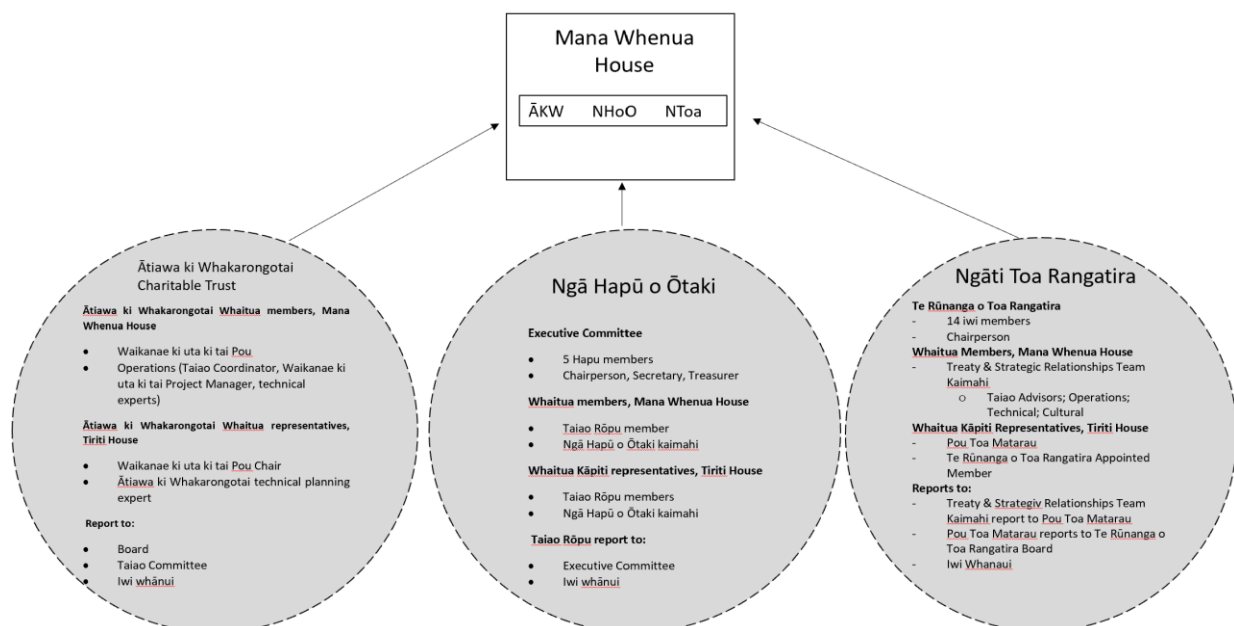 Mana Whenua
House
ĀKW NHoO NToa
Ātiawa ki Whakarongotai
Charitable Trust
Ātiawa ki Whakarongotai Whaitua members, Mana
Whenua House
● Waikanae ki uta ki tai Pou
● Operations (Taiao Coordinator, Waikanae ki
uta ki tai Project Manager, technical
experts)
Ātiawa ki Whakarongotai Whaitua representatives,
Tiriti House
● Waikanae ki uta ki tai Pou Chair
● Ātiawa ki Whakarongotai technical planning
expert
Report to:
● Board
● Taiao Committee
● Iwi whānui
Ngā Hapū o Ōtaki
Executive Committee
● 5 Hapu members
● Chairperson, Secretary, Treasurer
Whaitua members, Mana Whenua House
● Taiao Rōpu member
● Ngā Hapū o Ōtaki kaimahi
Whaitua Kāpiti representatives, Tiriti House
● Taiao Rōpu members
● Ngā Hapū o Ōtaki kaimahi
Taiao Rōpu report to:
● Executive Committee
● Iwi whānui
Ngāti Toa Rangatira
Te Rūnanga o Toa Rangatira
- 14 iwi members
- Chairperson
Whaitua Members, Mana Whenua House
- Treaty & Strategic Relationships Team
Kaimahi
o Taiao Advisors; Operations;
Technical; Cultural
Whaitua Kāpiti Representatives, Tiriti House
- Pou Toa Matarau
- Te Rūnanga o Toa Rangatira Appointed
Member
Reports to:
- Treaty & Strategiv Relationships Team
Kaimahi report to Pou Toa Matarau
- Pou Toa Matarau reports to Te Rūnanga o
Toa Rangatira Board
- Iwi Whanaui